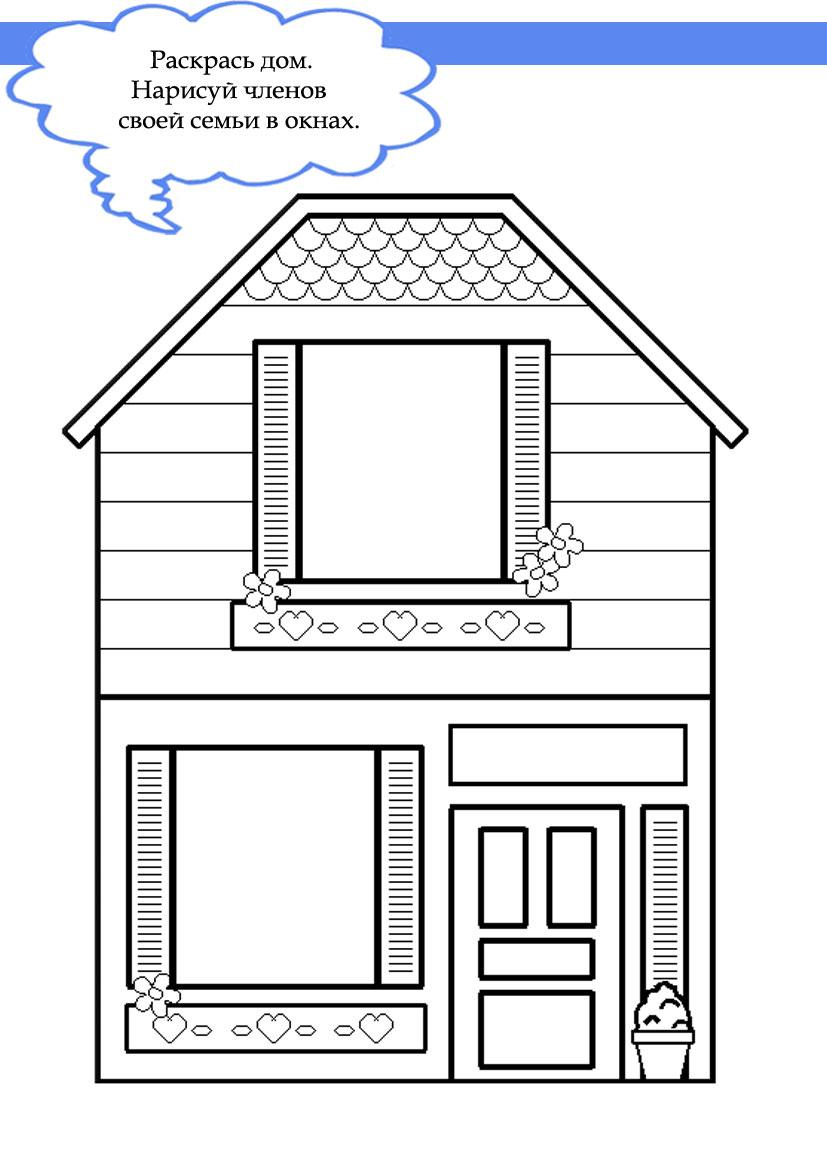 Раскрась дом.
Нарисуй членов
своей семьи в окнах.